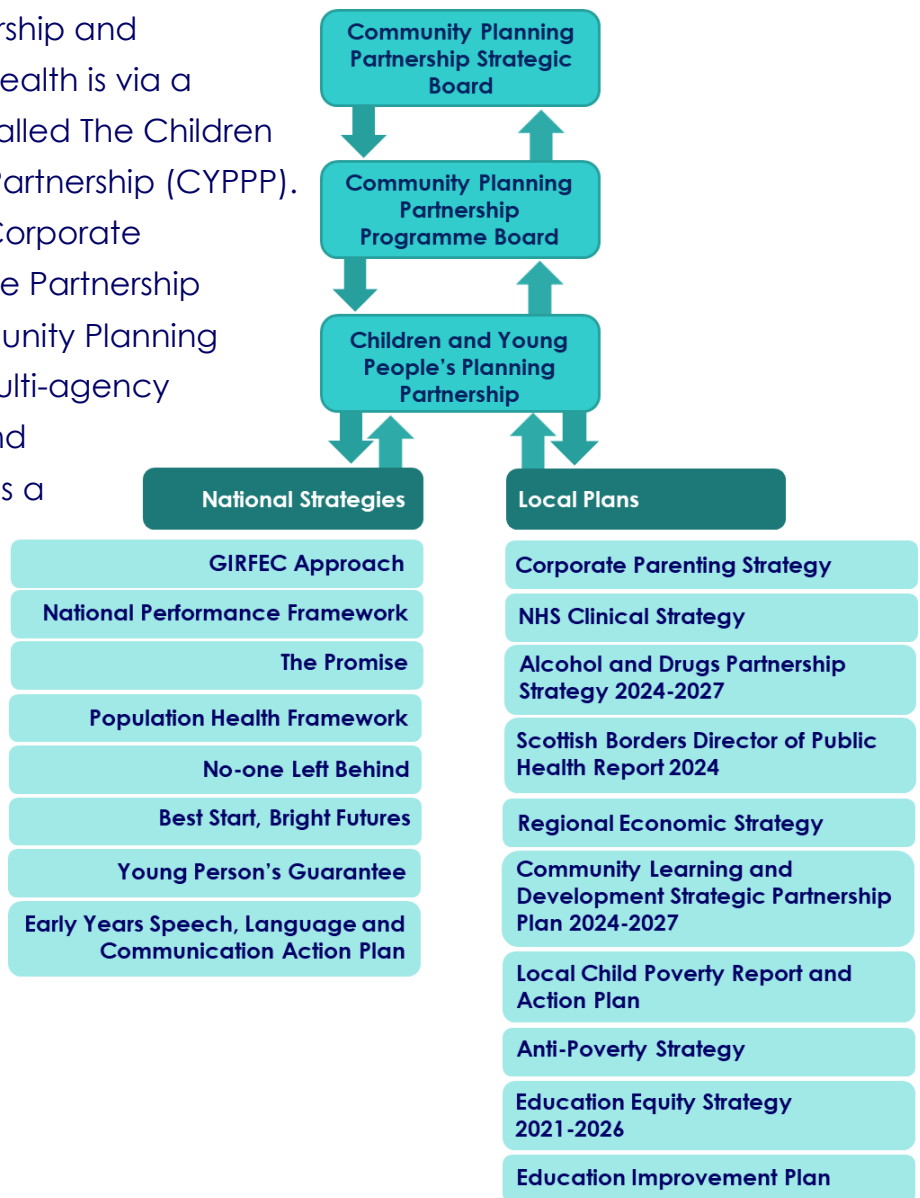 rship and
ealth is via a
alled The Children
Partnership (CYPPP).
Corporate
e Partnership
unity Planning
ulti-agency
nd
s a
Community Planning
Partnership Strategic
Board
Community Planning
Partnership
Programme Board
Children and Young
People’s Planning
Partnership
National Strategies
GIRFEC Approach
National Performance Framework
The Promise
Population Health Framework
No-one Left Behind
Best Start, Bright Futures
Young Person’s Guarantee
Early Years Speech, Language and
Communication Action Plan
Local Plans
Corporate Parenting Strategy
NHS Clinical Strategy
Alcohol and Drugs Partnership
Strategy 2024-2027
Scottish Borders Director of Public
Health Report 2024
Regional Economic Strategy
Community Learning and
Development Strategic Partnership
Plan 2024-2027
Local Child Poverty Report and
Action Plan
Anti-Poverty Strategy
Education Equity Strategy
2021-2026
Education Improvement Plan